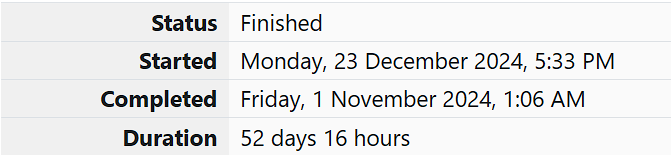 Status Finished
Started Monday, 23 December 2024, 5:33 PM
Completed Friday, 1 November 2024, 1:06 AM
Duration 52 days 16 hours